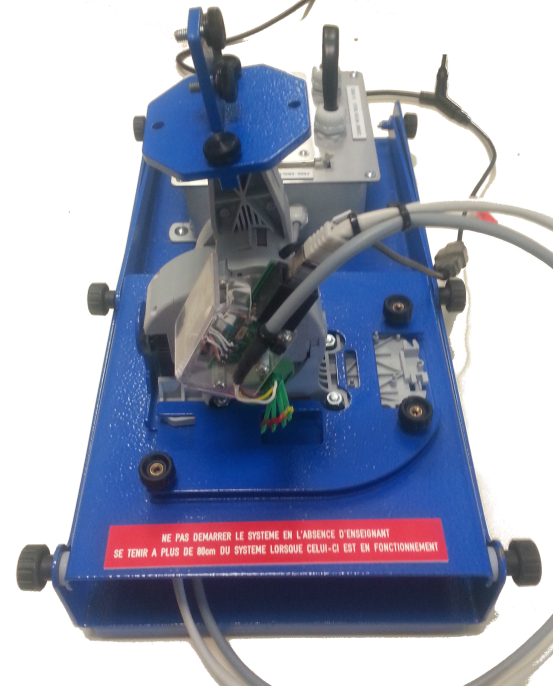 NE PAS DEMARRER LE SYSTEME EN L'ABSENCE D'ENSEIGNANT
SE TENIR A PLUS DE 80cm DU SYSTEME LORSQUE CELUI-CI EST EN FONCTIONNEMENT